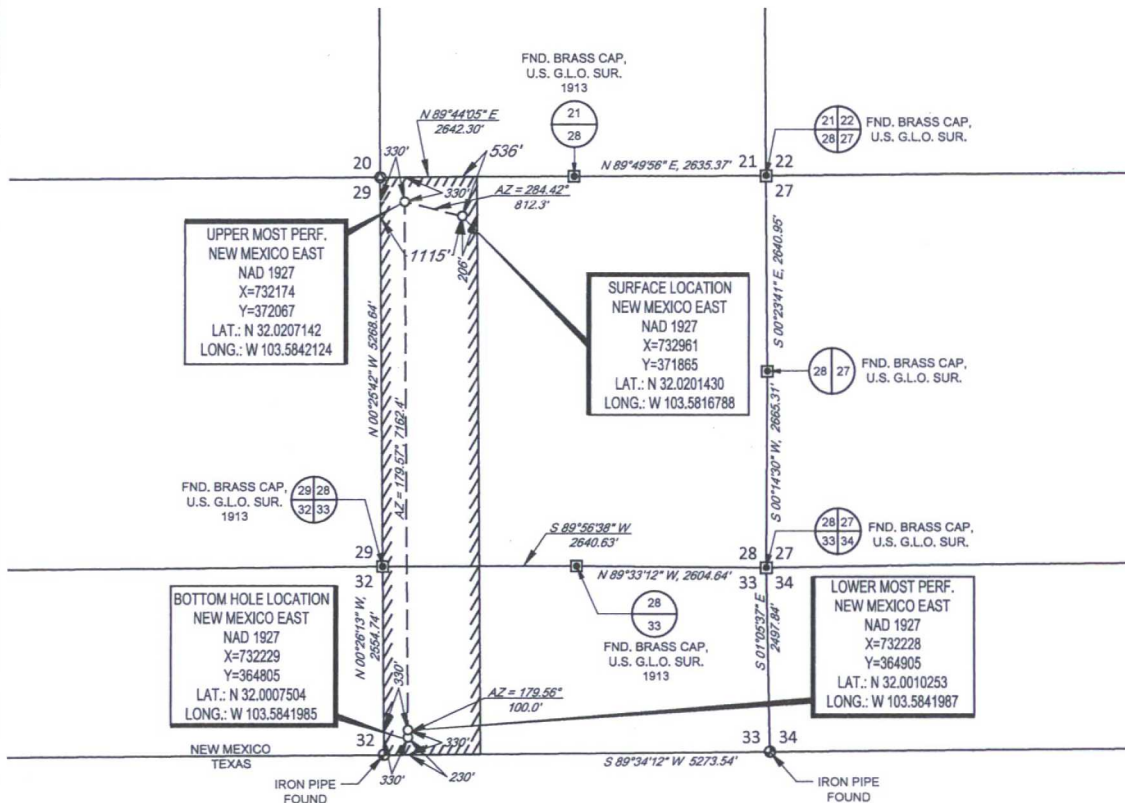 FND. BRASS CAP,
U.S. G.L.O. SUR.
1913
21
28
N 89°44'05" E
2642.30'
330'
536'
N 89°49'56" E, 2635.37'
21 22
28 27
FND. BRASS CAP,
U.S. G.L.O. SUR.
20
29
21 22
27
330'
AZ = 284.42°
812.3'
1115'
206'
UPPER MOST PERF.
NEW MEXICO EAST
NAD 1927
X=732174
Y=372067
LAT.: N 32.0207142
LONG.: W 103.5842124
SURFACE LOCATION
NEW MEXICO EAST
NAD 1927
X=732961
Y=371865
LAT.: N 32.0201430
LONG.: W 103.5816788
S 00°23'41" E, 2640.95'
N 00°25'42" W 5268.64'
AZ = 179.57° 7162.4'
28 27
FND. BRASS CAP,
U.S. G.L.O. SUR.
S 00°14'30" W, 2665.31'
FND. BRASS CAP,
U.S. G.L.O. SUR.
1913
29 28
32 33
S 89°56'38" W
2640.63'
28 27
33 34
FND. BRASS CAP,
U.S. G.L.O. SUR.
29
32
28 27
33 34
N 89°33'12" W, 2604.64'
28
33
FND. BRASS CAP,
U.S. G.L.O. SUR.
1913
BOTTOM HOLE LOCATION
NEW MEXICO EAST
NAD 1927
X=732229
Y=364805
LAT.: N 32.0007504
LONG.: W 103.5841985
N 00°26'13" W,
2554.74'
330'
AZ = 179.56°
100.0'
S 01°05'37" E
2497.84'
LOWER MOST PERF.
NEW MEXICO EAST
NAD 1927
X=732228
Y=364905
LAT.: N 32.0010253
LONG.: W 103.5841987
330'
32
33 34
NEW MEXICO
TEXAS
330'
230'
S 89°34'12" W 5273.54'
IRON PIPE
FOUND
IRON PIPE
FOUND